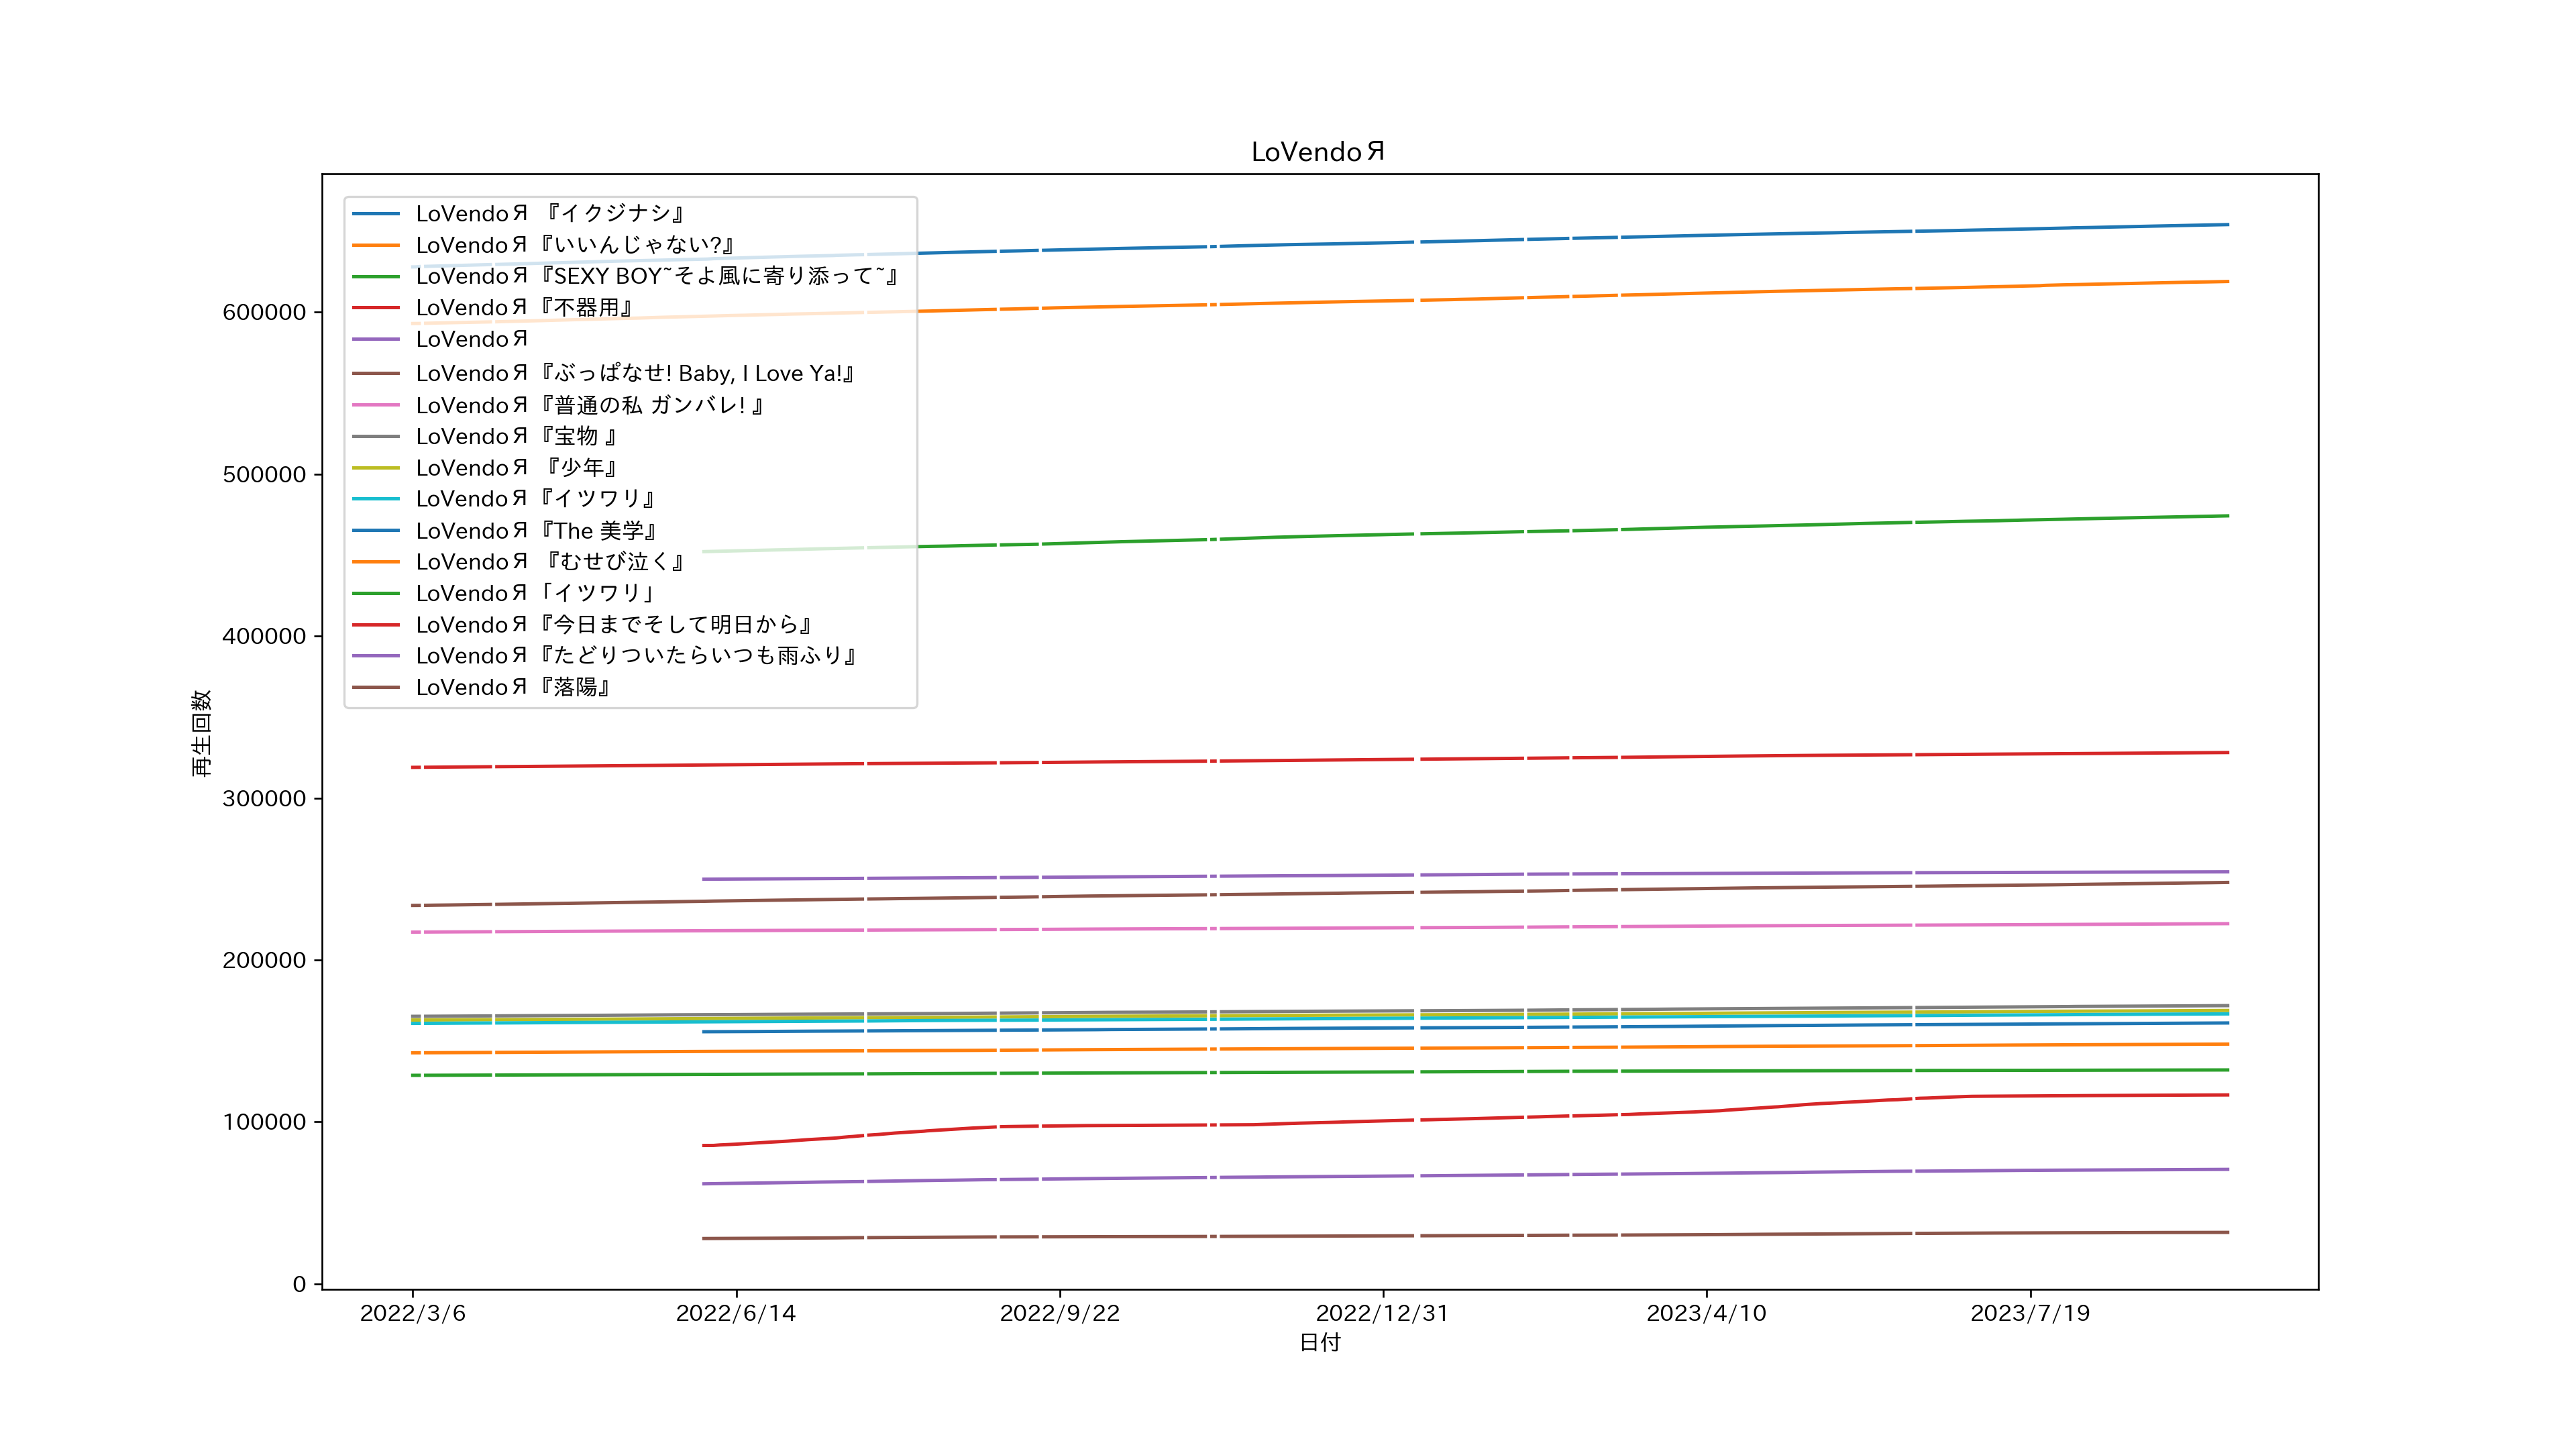 LoVendoЯ
LoVendoЯ 『イクジナシ』
LoVendoЯ『いいんじゃない?』
LoVendoЯ『SEXY BOY~そよ風に寄り添って~』
LoVendoЯ『不器用』
LoVendoЯ
LoVendoЯ『ぶっぱなせ! Baby, I Love Ya!』
LoVendoЯ『普通の私 ガンバレ! 』
LoVendoЯ『宝物 』
LoVendoЯ 『少年』
LoVendoЯ『イツワリ』
LoVendoЯ『The 美学』
LoVendoЯ 『むせび泣く』
LoVendoЯ「イツワリ」
LoVendoЯ『今日までそして明日から』
LoVendoЯ『たどりついたらいつも雨ふり』
LoVendoЯ『落陽』
再生回数
600000
500000
400000
300000
200000
100000
0
2022/3/6 2022/6/14 2022/9/22 2022/12/31 2023/4/10 2023/7/19
日付